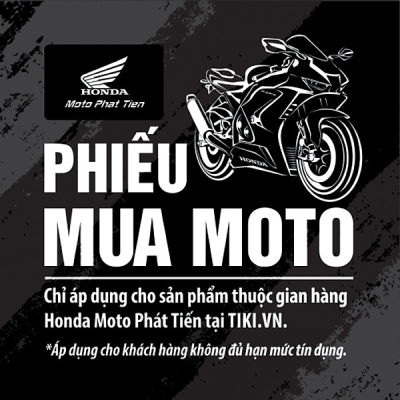 HONDA
Moto Phat Tien
HONDA
PHIẾU
MUA MOTO
Chỉ áp dụng cho sản phẩm thuộc gian hàng
Honda Moto Phát Tiến tại TIKI.VN.
*Áp dụng cho khách hàng không đủ hạn mức tín dụng.